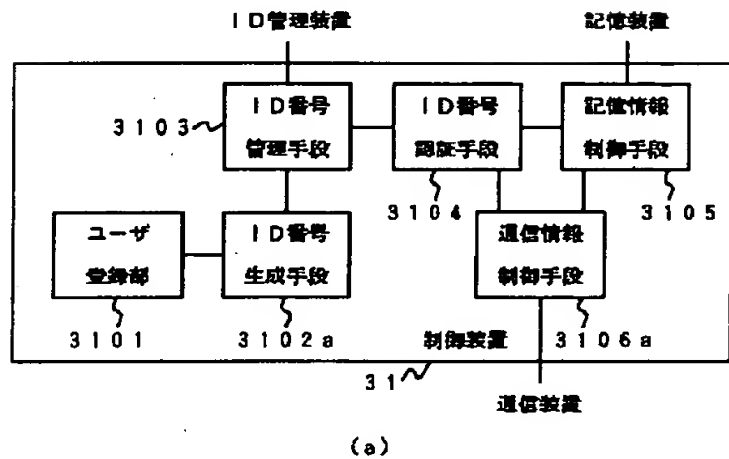 ID管理装置
記憶装置
ID番号
管理手段
3103
ID番号
認証手段
3104
記憶情報
制御手段
3105
ユーザ
登録部
3101
ID番号
生成手段
3102a
通信情報
制御手段
3106a
制御装置
31
通信装置
(a)